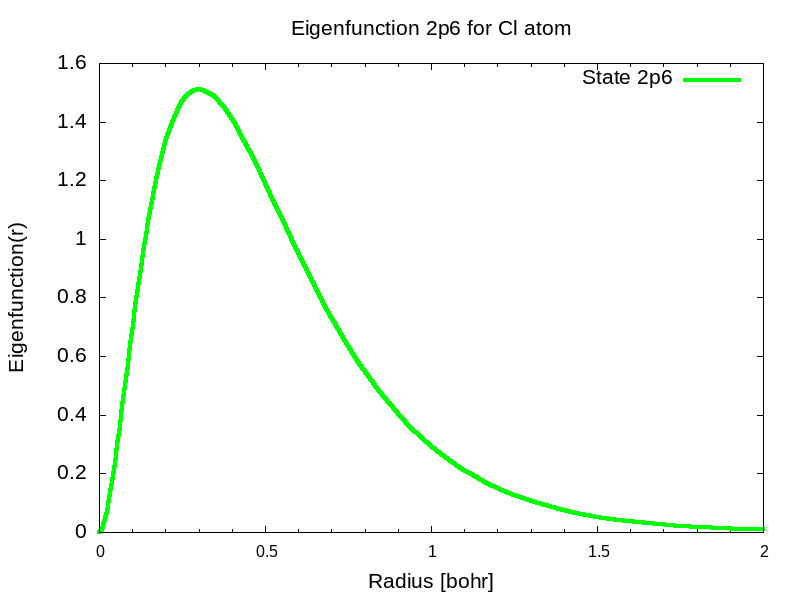 Eigenfunction 2p6 for Cl atom
State 2p6
Eigenfunction(r)
1.6
1.4
1.2
1
0.8
0.6
0.4
0.2
0
0 0.5 1 1.5 2
Radius [bohr]